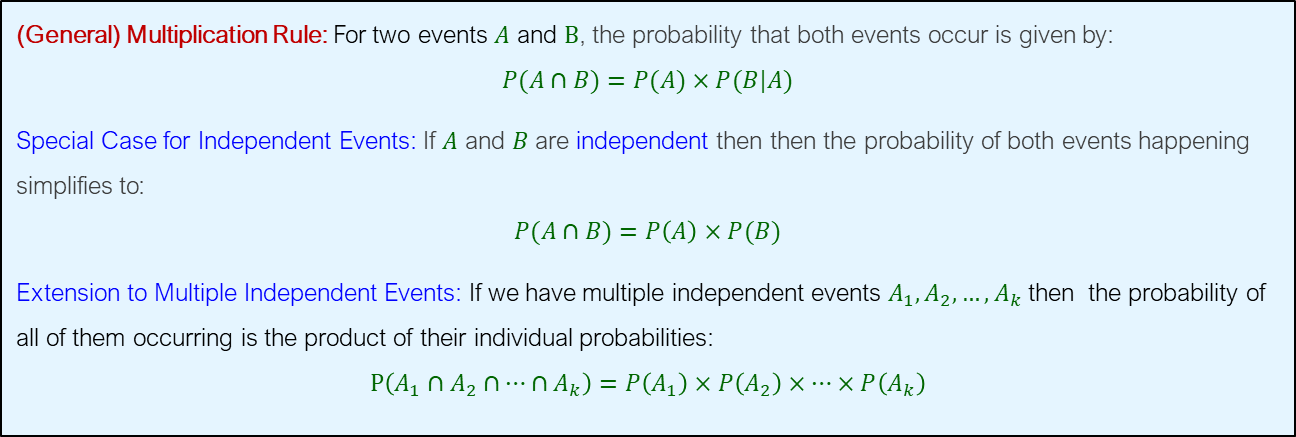 (General) Multiplication Rule: For two events A and B, the probability that both events occur is given by:
P(A ∩ B) = P(A) × P(B|A)
Special Case for Independent Events: If A and B are independent then then the probability of both events happening
simplifies to:
P(A ∩ B) = P(A) × P(B)
Extension to Multiple Independent Events: If we have multiple independent events A₁, A₂, … , Aₖ then the probability of
all of them occurring is the product of their individual probabilities:
P(A₁ ∩ A₂ ∩ ⋯ ∩ Aₖ) = P(A₁) × P(A₂) × ⋯ × P(Aₖ)